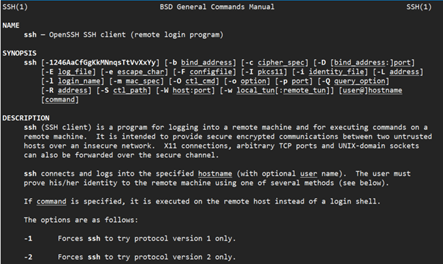 SSH(1) BSD General Commands Manual SSH(1)
NAME
ssh — OpenSSH SSH client (remote login program)
SYNOPSIS
ssh [-1246AaCfGgKkMNnqsTtVvXxYy] [-b bind_address] [-c cipher_spec] [-D [bind_address:]port]
[-E log_file] [-e escape_char] [-F configfile] [-I pkcs11] [-i identity_file] [-L address]
[-l login_name] [-m mac_spec] [-O ctl_cmd] [-o option] [-p port] [-Q query_option]
[-R address] [-S ctl_path] [-W host:port] [-w local_tun[:remote_tun]] [user@]hostname
[command]
DESCRIPTION
ssh (SSH client) is a program for logging into a remote machine and for executing commands on a
remote machine. It is intended to provide secure encrypted communications between two untrusted
hosts over an insecure network. X11 connections, arbitrary TCP ports and UNIX-domain sockets
can also be forwarded over the secure channel.
ssh connects and logs into the specified hostname (with optional user name). The user must
prove his/her identity to the remote machine using one of several methods (see below).
If command is specified, it is executed on the remote host instead of a login shell.
The options are as follows:
-1 Forces ssh to try protocol version 1 only.
-2 Forces ssh to try protocol version 2 only.